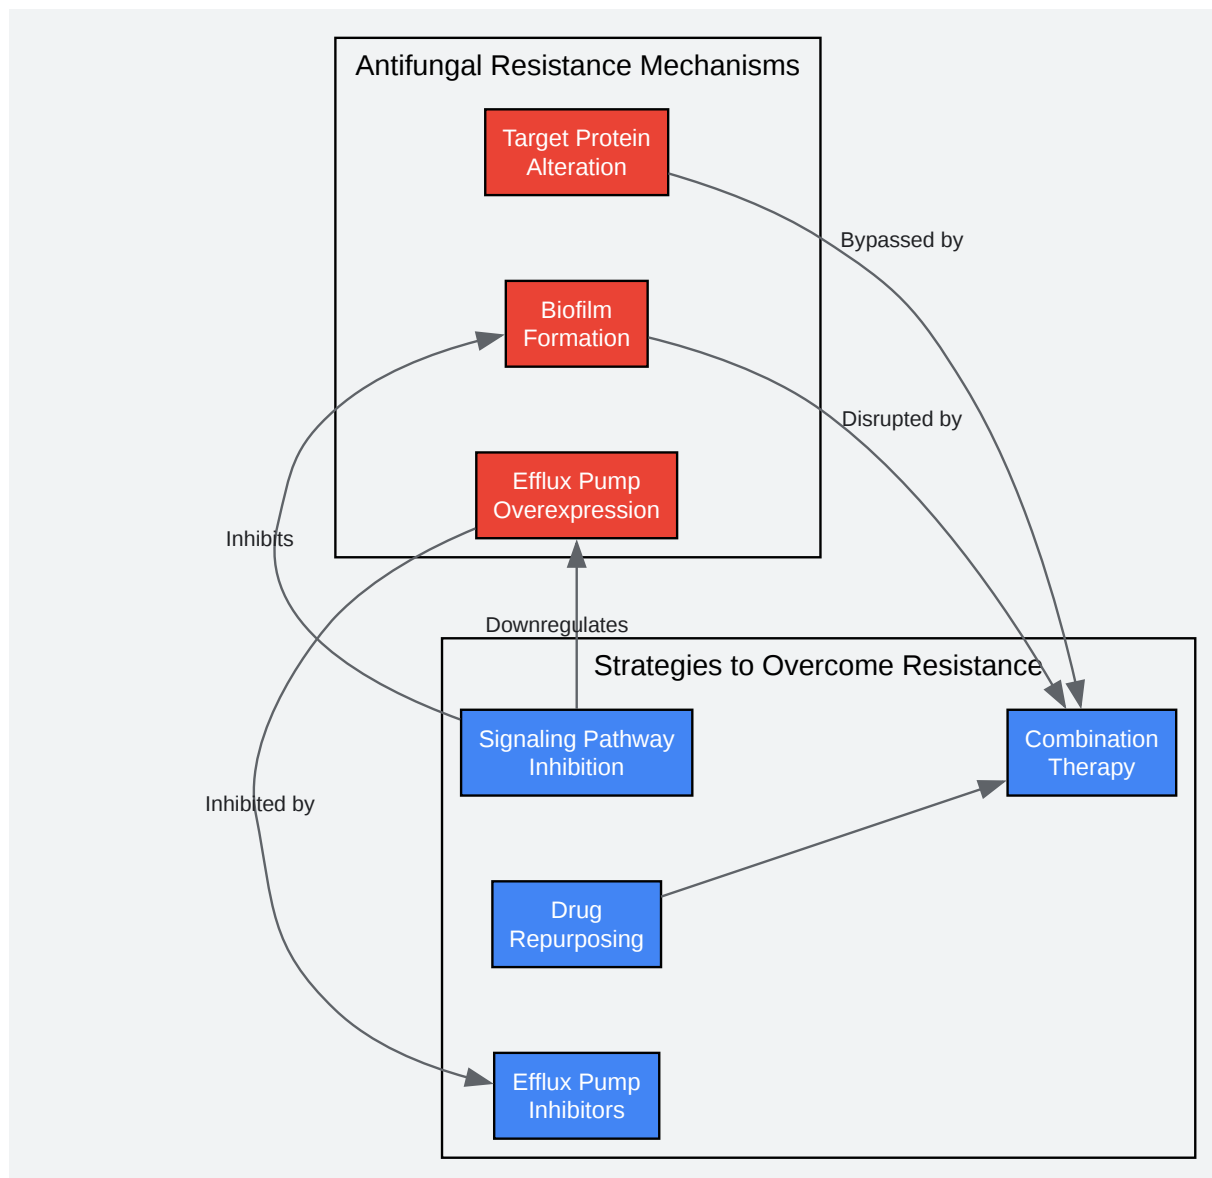 Antifungal Resistance Mechanisms
Target Protein
Alteration
Bypassed by
Biofilm
Formation
Disrupted by
Efflux Pump
Overexpression
Inhibits
Downregulates
Strategies to Overcome Resistance
Signaling Pathway
Inhibition
Combination
Therapy
Inhibited by
Drug
Repurposing
Efflux Pump
Inhibitors